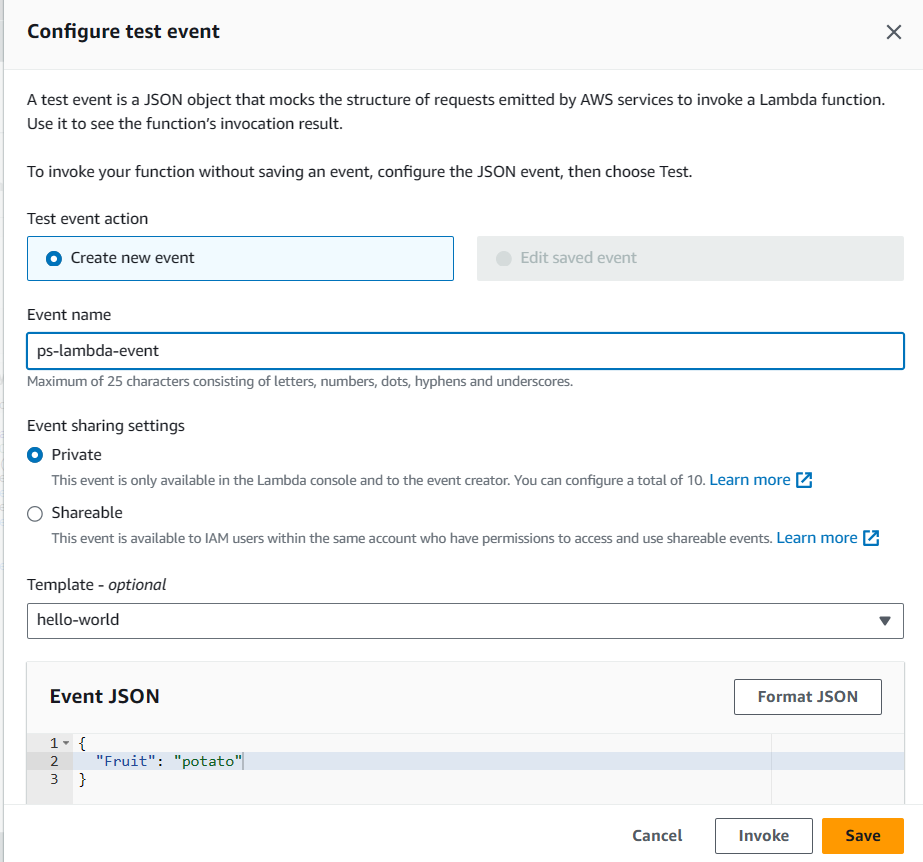 Configure test event
A test event is a JSON object that mocks the structure of requests emitted by AWS services to invoke a Lambda function.
Use it to see the function’s invocation result.
To invoke your function without saving an event, configure the JSON event, then choose Test.
Test event action
Create new event
Edit saved event
Event name
ps-lambda-event
Maximum of 25 characters consisting of letters, numbers, dots, hyphens and underscores.
Event sharing settings
Private
This event is only available in the Lambda console and to the event creator. You can configure a total of 10. Learn more
Shareable
This event is available to IAM users within the same account who have permissions to access and use shareable events. Learn more
Template - optional
hello-world
Event JSON
Format JSON
1 {
2 "Fruit": "potato"
3 }
Cancel
Invoke
Save